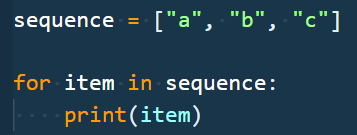 sequence = ["a", "b", "c"]

for item in sequence:
    print(item)